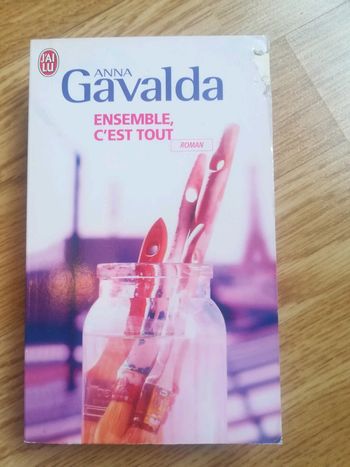 J'AI
LU
ANNA
Gavalda
ENSEMBLE,
C'EST TOUT
ROMAN